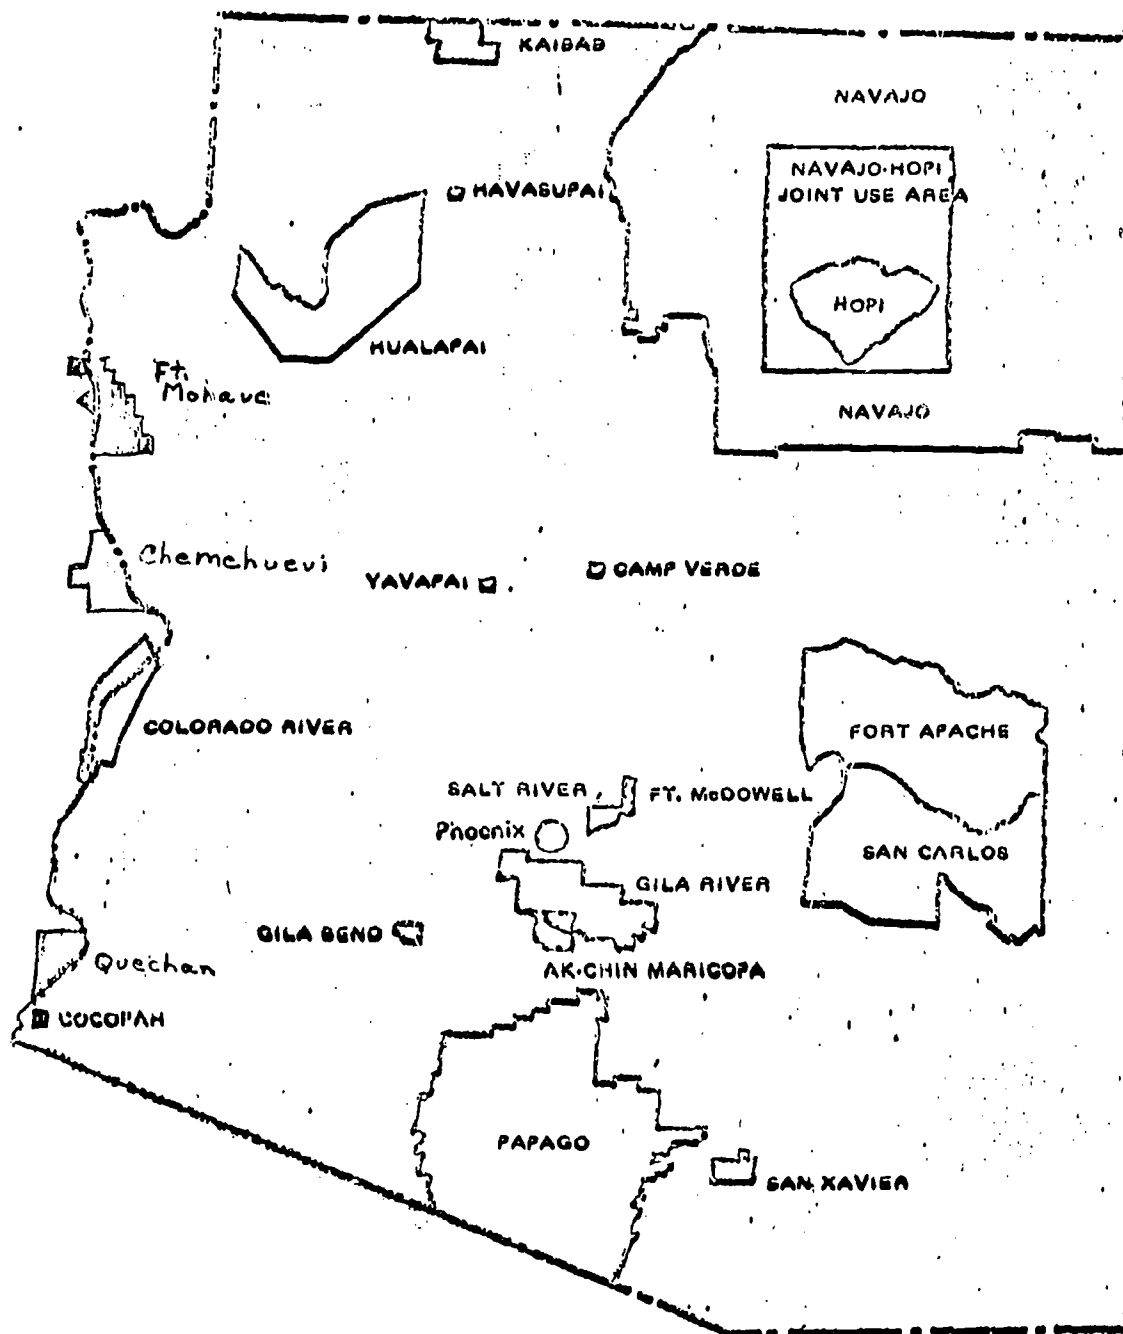 KAIBAB
NAVAJO
NAVAJO-HOPI
JOINT USE AREA
HAVASUPAI
HOPI
HUALAPAI
Ft.
Mohave
NAVAJO
Chemehuevi
YAVAPAI
CAMP VERDE
COLORADO RIVER
FORT APACHE
SALT RIVER
FT. McDOWELL
Phoenix
SAN CARLOS
GILA RIVER
GILA BEND
Quechan
AK-CHIN MARICOPA
COCOPAH
PAPAGO
SAN XAVIER